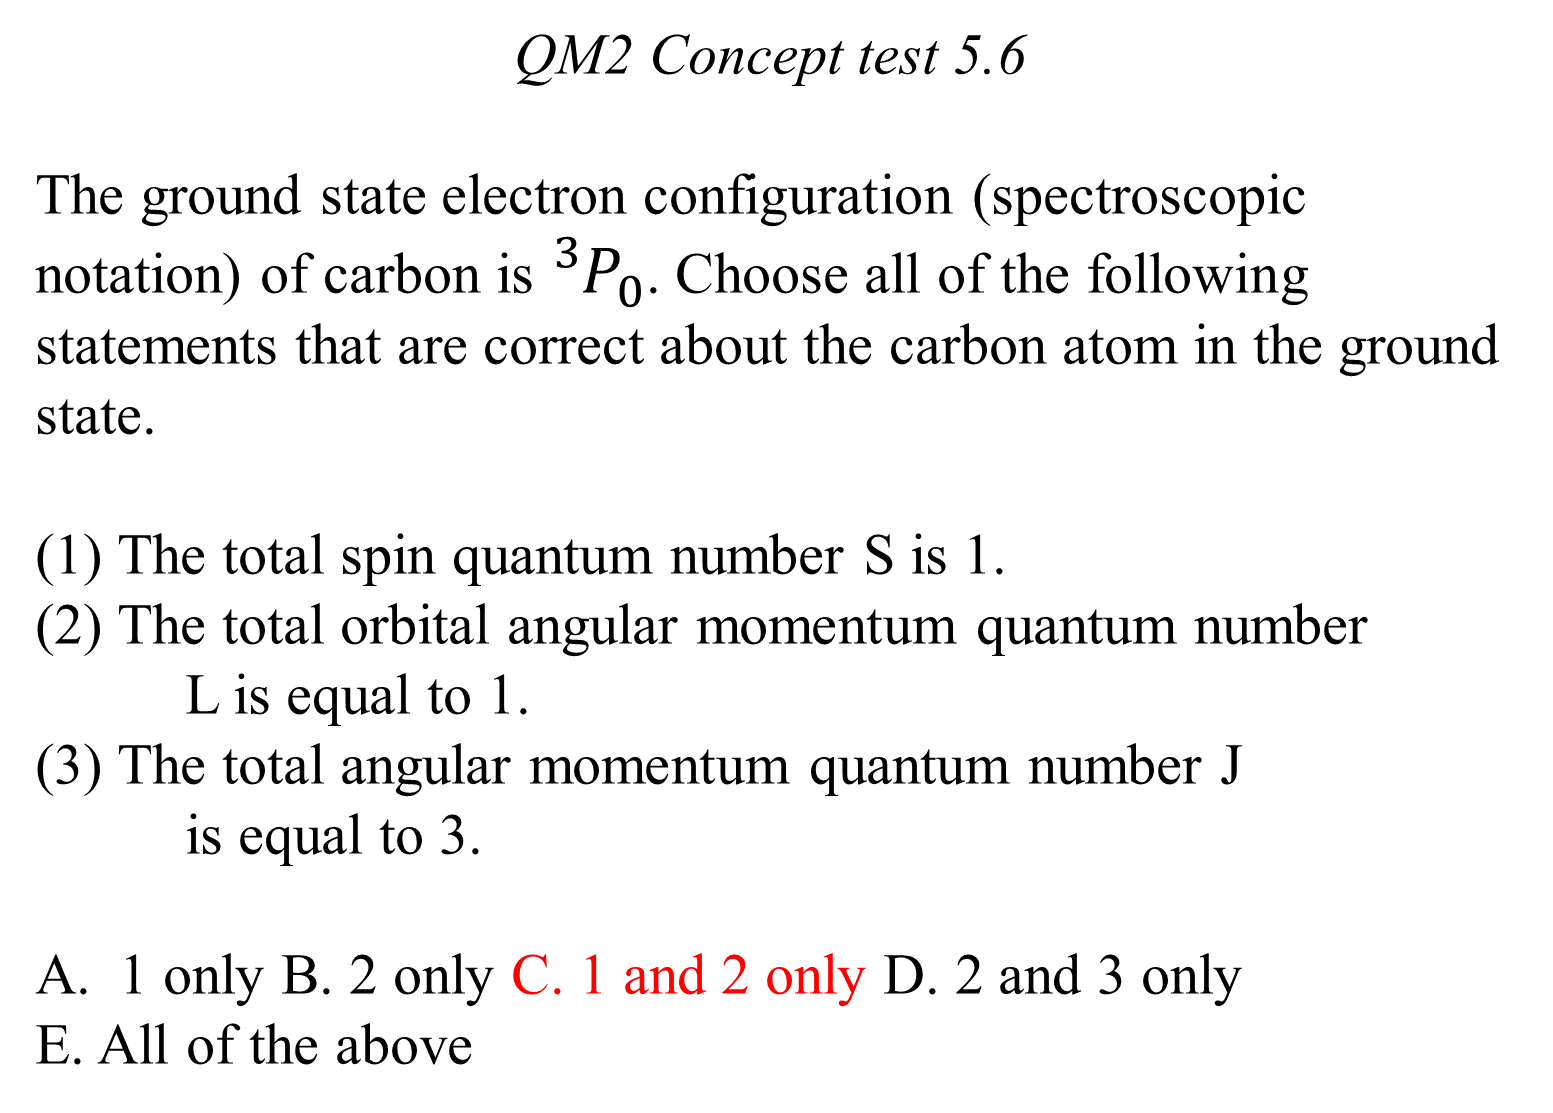 QM2 Concept test 5.6
The ground state electron configuration (spectroscopic
notation) of carbon is ³P₀. Choose all of the following
statements that are correct about the carbon atom in the ground
state.
(1) The total spin quantum number S is 1.
(2) The total orbital angular momentum quantum number
L is equal to 1.
(3) The total angular momentum quantum number J
is equal to 3.
A. 1 only B. 2 only C. 1 and 2 only D. 2 and 3 only
E. All of the above